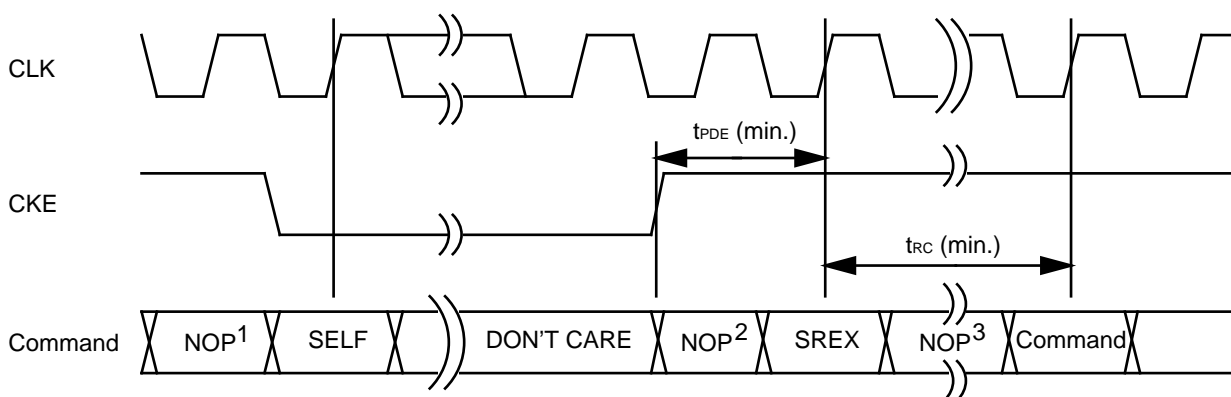 CLK
tPDE (min.)
CKE
tRC (min.)
Command NOP1 SELF DON'T CARE NOP2 SREX NOP3 Command